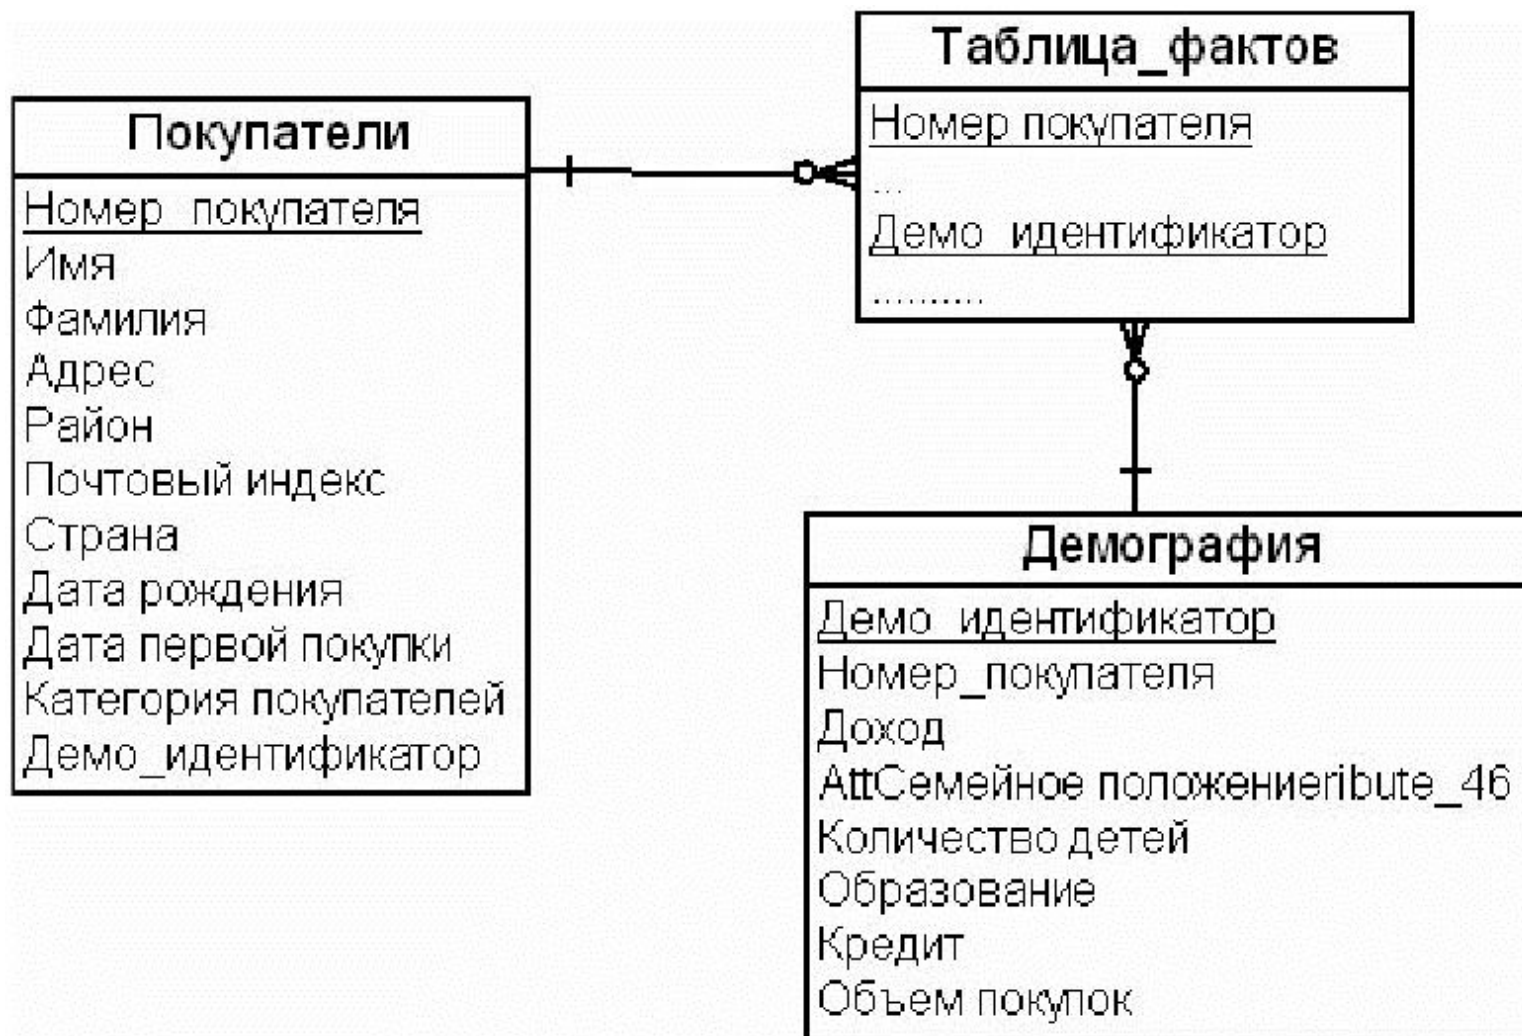 Таблица_фактов
Номер покупателя
...
Демо_идентификатор
..........
Покупатели
Номер_покупателя
Имя
Фамилия
Адрес
Район
Почтовый индекс
Страна
Дата рождения
Дата первой покупки
Категория покупателей
Демо_идентификатор
Демография
Демо_идентификатор
Номер_покупателя
Доход
AttСемейное положениеribute_46
Количество детей
Образование
Кредит
Объем покупок